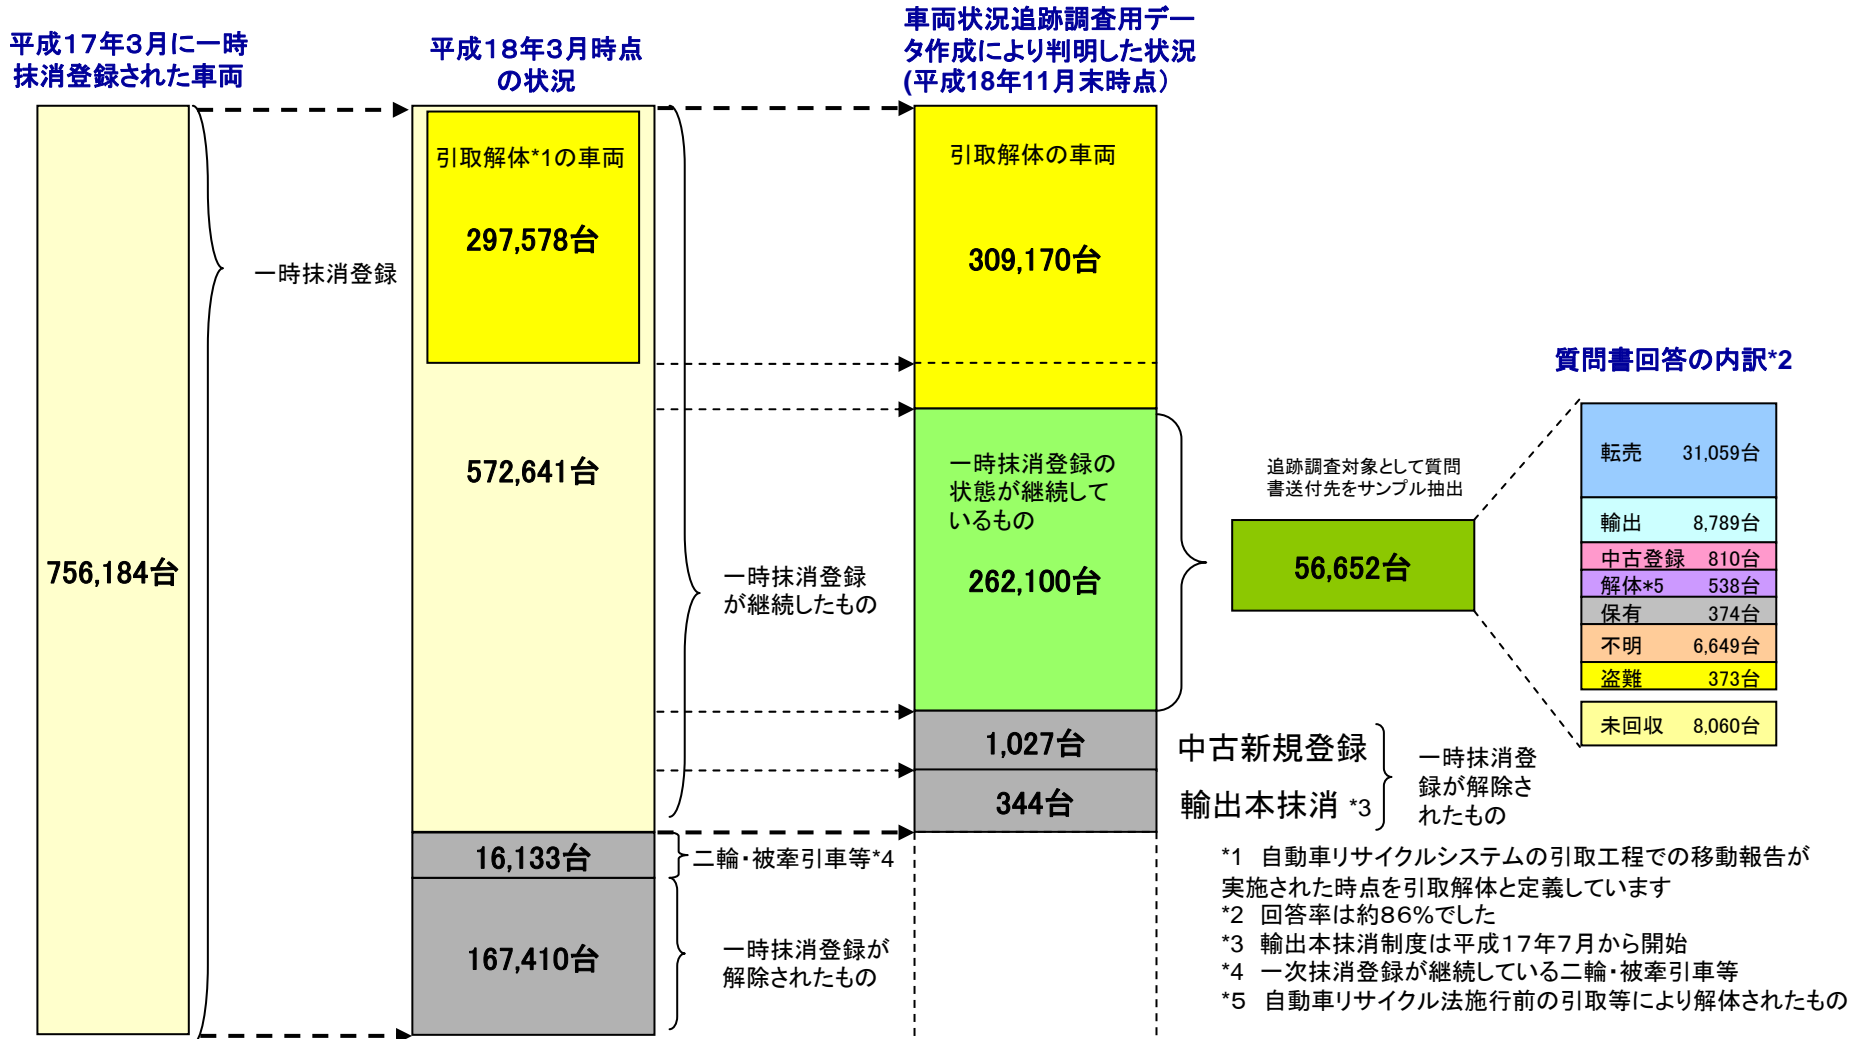 平成17年3月に一時
抹消登録された車両
756,184台
一時抹消登録
平成18年3月時点
の状況
引取解体*1の車両
297,578台
572,641台
16,133台
167,410台
一時抹消登録
が継続したもの
二輪・被牽引車等*4
一時抹消登録が
解除されたもの
車両状況追跡調査用デー
タ作成により判明した状況
(平成18年11月末時点)
引取解体の車両
309,170台
一時抹消登録の
状態が継続して
いるもの
262,100台
1,027台
344台
中古新規登録
輸出本抹消 *3
一時抹消登
録が解除さ
れたもの
追跡調査対象として質問
書送付先をサンプル抽出
56,652台
質問書回答の内訳*2
転売 31,059台
輸出 8,789台
中古登録 810台
解体*5 538台
保有 374台
不明 6,649台
盗難 373台
未回収 8,060台
*1 自動車リサイクルシステムの引取工程での移動報告が
実施された時点を引取解体と定義しています
*2 回答率は約86%でした
*3 輸出本抹消制度は平成17年7月から開始
*4 一次抹消登録が継続している二輪・被牽引車等
*5 自動車リサイクル法施行前の引取等により解体されたもの